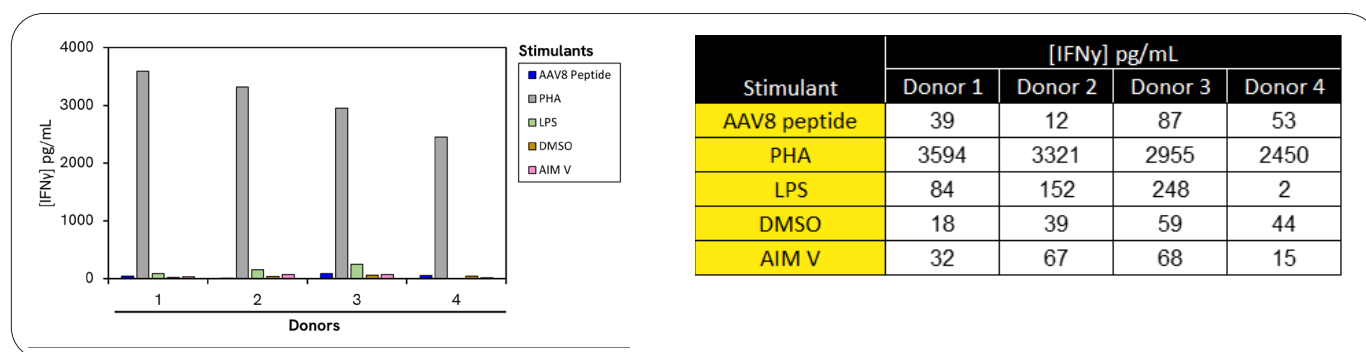 4000
3000
2000
1000
0
[IFNγ] pg/mL
1 2 3 4
Donors
Stimulants
AAV8 Peptide
PHA
LPS
DMSO
AIM V
[IFNy] pg/mL
Stimulant Donor 1 Donor 2 Donor 3 Donor 4
AAV8 peptide 39 12 87 53
PHA 3594 3321 2955 2450
LPS 84 152 248 2
DMSO 18 39 59 44
AIM V 32 67 68 15